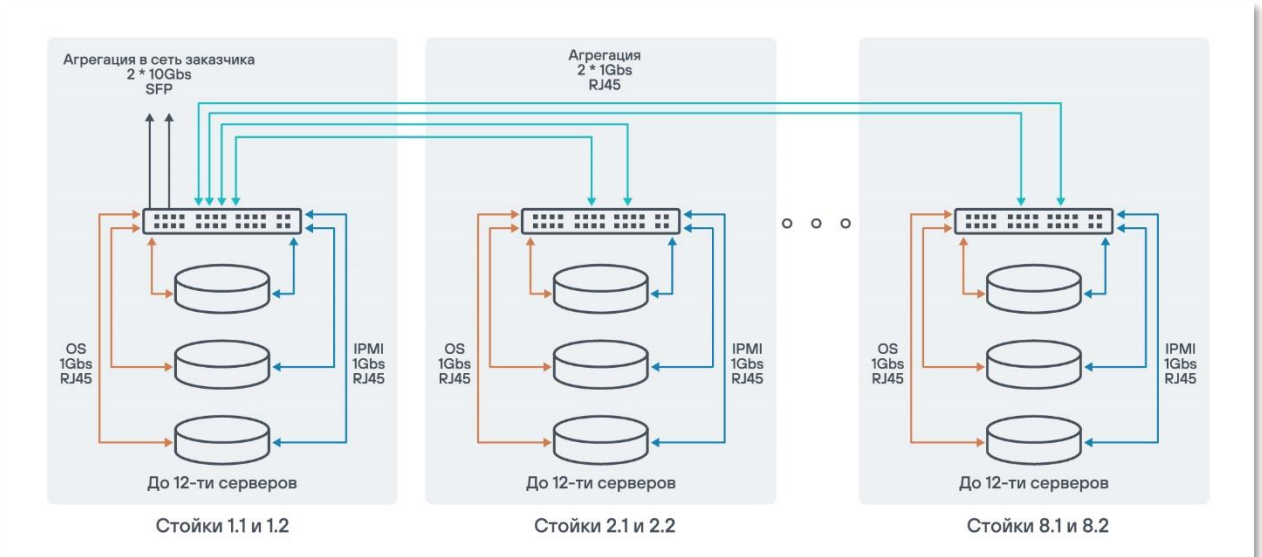 Агрегация в сеть заказчика
2 * 10Gbs
SFP
OS
1Gbs
RJ45
IPMI
1Gbs
RJ45
До 12-ти серверов
Стойки 1.1 и 1.2
Агрегация
2 * 1Gbs
RJ45
OS
1Gbs
RJ45
IPMI
1Gbs
RJ45
До 12-ти серверов
Стойки 2.1 и 2.2
OS
1Gbs
RJ45
IPMI
1Gbs
RJ45
До 12-ти серверов
Стойки 8.1 и 8.2